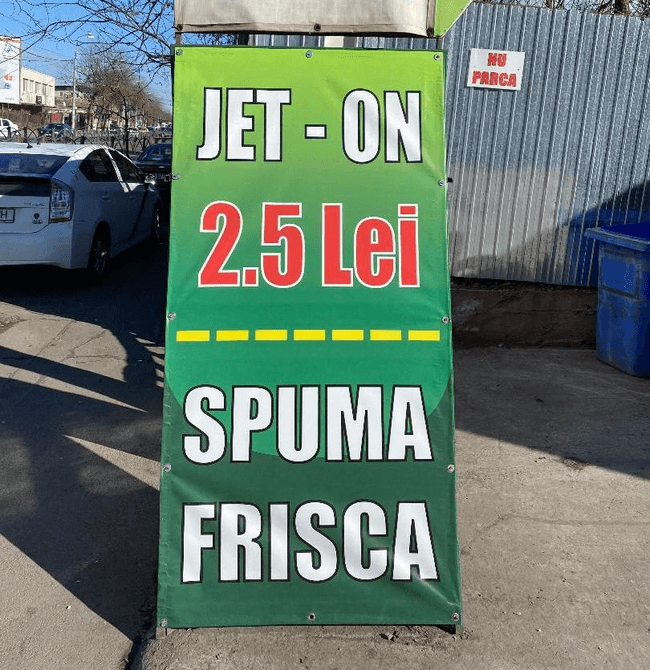 NU
PARCA
JET - ON
2.5 Lei
SPUMA
FRISCA